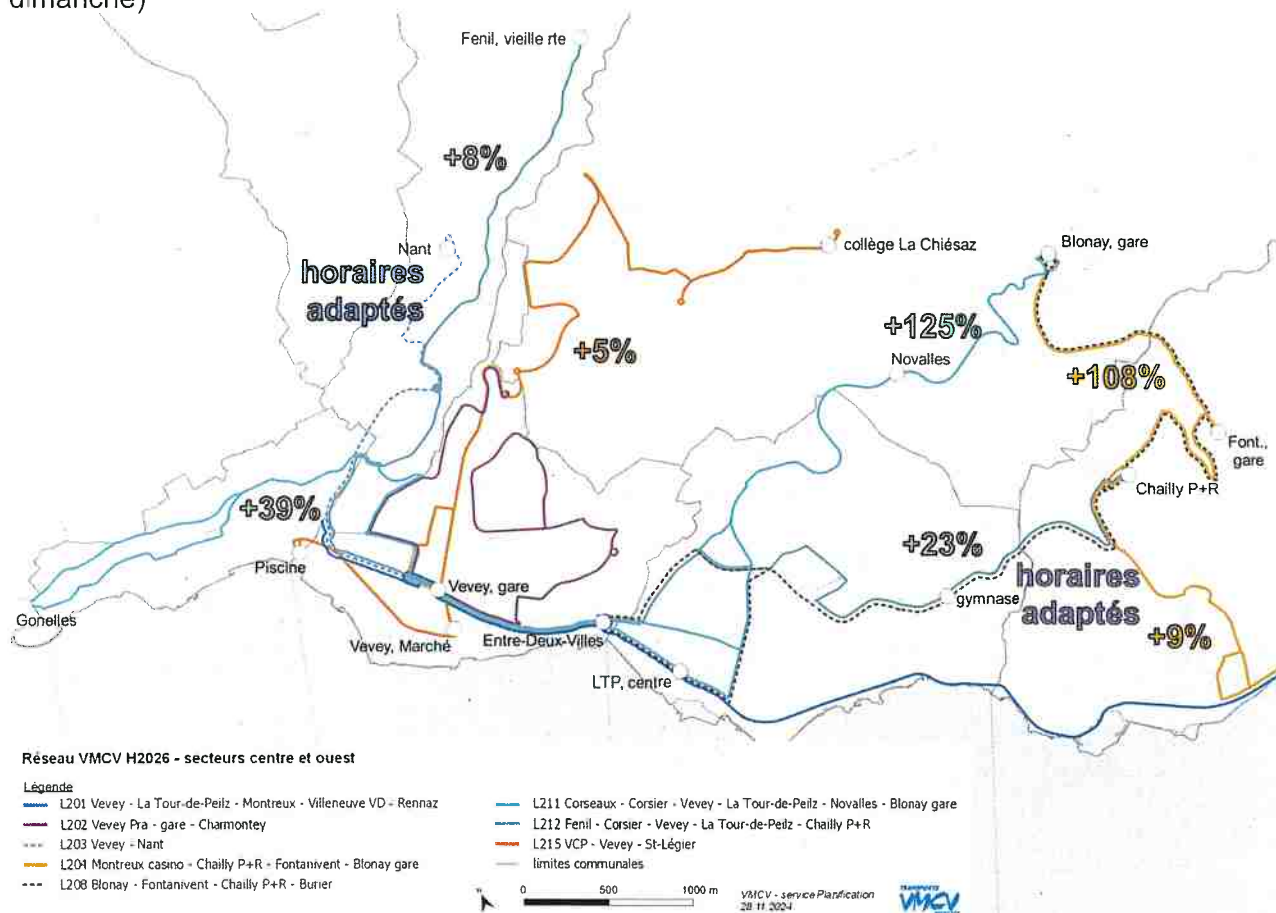 dimanche)
Fenil, vieille rte
+8%
Nant
horaires
adaptés
collège La Chiésaz
Blonay, gare
+125%
+5%
Novalles
+108%
Font.,
gare
Chailly P+R
+39%
+23%
Piscine
Vevey, gare
gymnase
horaires
adaptés
Gonelles
Vevey, Marché
Entre-Deux-Villes
+9%
LTP, centre
Réseau VMCV H2026 - secteurs centre et ouest
Légende
L201 Vevey - La Tour-de-Peilz - Montreux - Villeneuve VD - Rennaz
L202 Vevey Pra - gare - Charmontey
L203 Vevey - Nant
L204 Montreux casino - Chailly P+R - Fontanivent - Blonay gare
L208 Blonay - Fontanivent - Chailly P+R - Burier
L211 Corseaux - Corsier - Vevey - La Tour-de-Peilz - Novalles - Blonay gare
L212 Fenil - Corsier - Vevey - La Tour-de-Peilz - Chailly P+R
L215 VCP - Vevey - St-Légier
limites communales
N
0 500 1000 m
VMCV - service Planification
28.11.2024
TRANSPORTS
VMCV